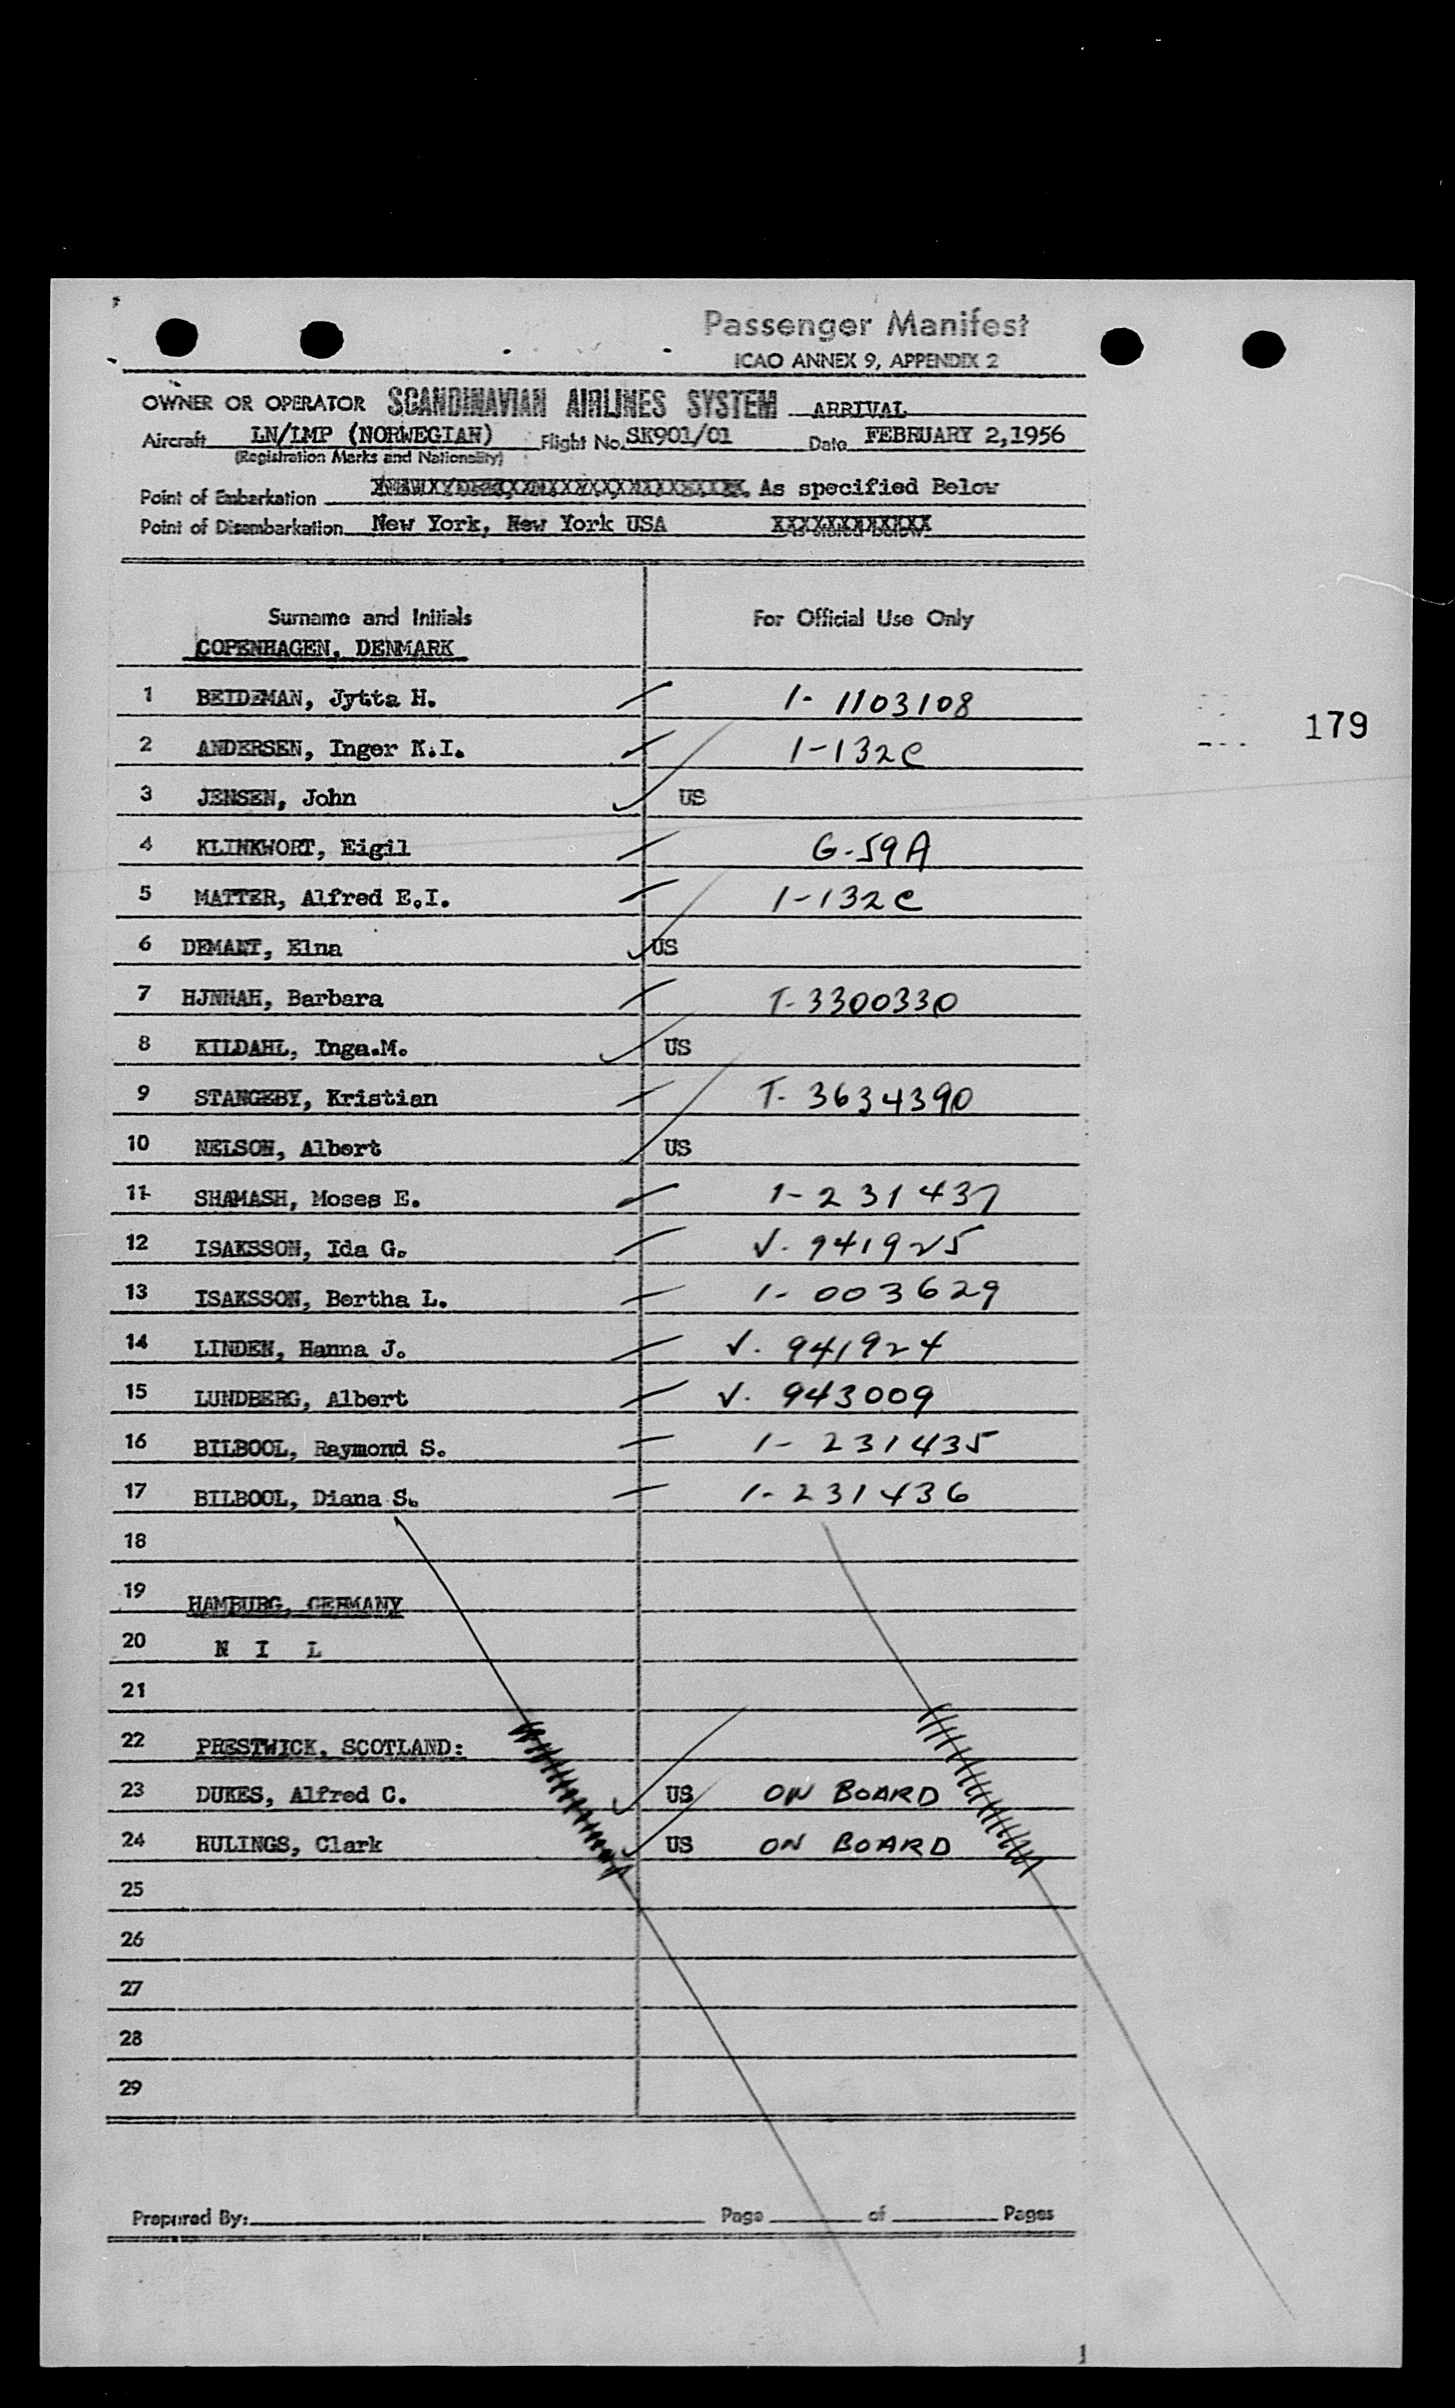 Passenger Manifest
ICAO ANNEX 9, APPENDIX 2
OWNER OR OPERATOR SCANDINAVIAN AIRLINES SYSTEM ARRIVAL
Aircraft LN/LMP (NORWEGIAN) Flight No. SK901/01 Date FEBRUARY 2,1956
(Registration Marks and Nationality)
Point of Embarkation As specified Below
Point of Disembarkation New York, New York USA XXXXXXXXXXXXX
Surname and Initials For Official Use Only
COPENHAGEN, DENMARK
1 BEIDEMAN, Jytta H. 1- 1103108
179
2 ANDERSEN, Inger K.I. 1-132C
3 JENSEN, John US
4 KLINKWORT, Eigil G-59A
5 MATTER, Alfred E.I. 1-132C
6 DEMANT, Elna US
7 HJNNAH, Barbara T-3300330
8 KILDAHL, Inga.M. US
9 STANGEBY, Kristian T- 3634390
10 NELSON, Albert US
11 SHAMASH, Moses E. 1-231437
12 ISAKSSON, Ida G. V. 941925
13 ISAKSSON, Bertha L. 1- 003629
14 LINDEN, Hanna J. V. 941924
15 LUNDBERG, Albert V. 943009
16 BILBOOL, Raymond S. 1- 231435
17 BILBOOL, Diana S. 1-231436
18
19 HAMBURG, GERMANY
20 N I L
21
22 PRESTWICK, SCOTLAND:
23 DUKES, Alfred C. US ON BOARD
24 HULINGS, Clark US ON BOARD
25
26
27
28
29
Prepared By: Page of Pages
1